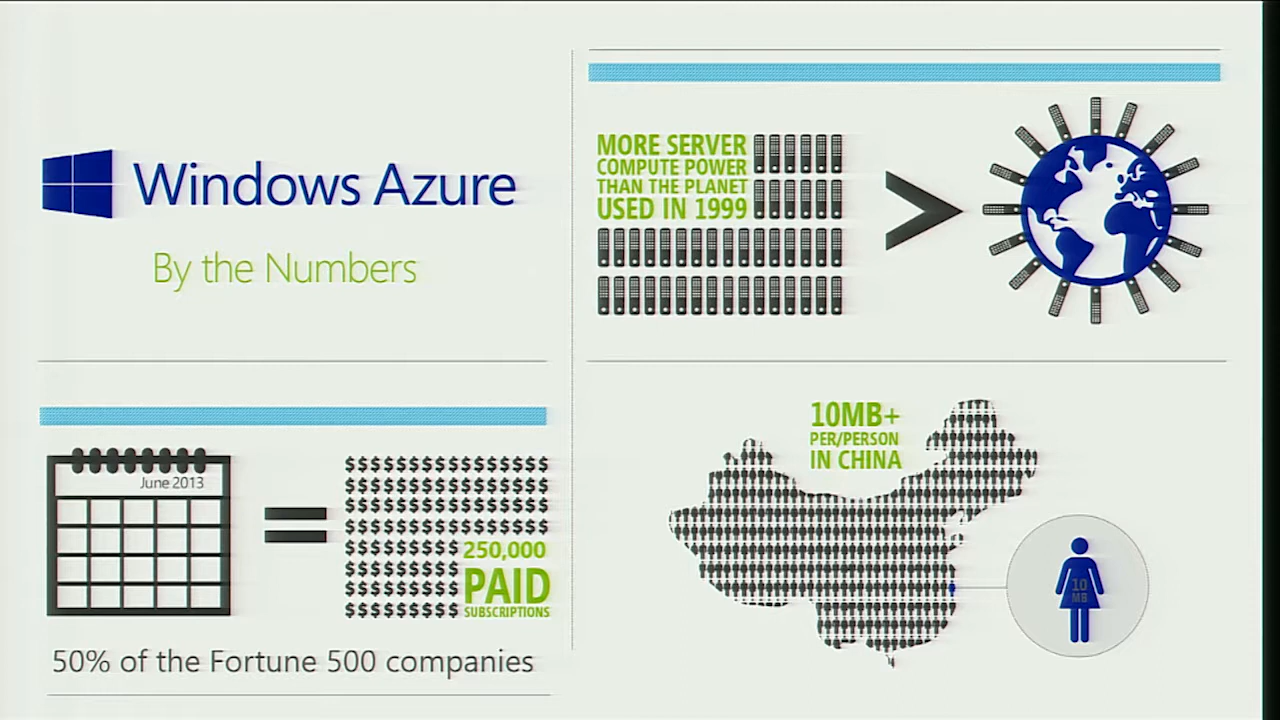 Windows Azure
By the Numbers
MORE SERVER
COMPUTE POWER
THAN THE PLANET
USED IN 1999
June 2013
250,000
PAID
SUBSCRIPTIONS
50% of the Fortune 500 companies
10MB+
PER/PERSON
IN CHINA
10
MB